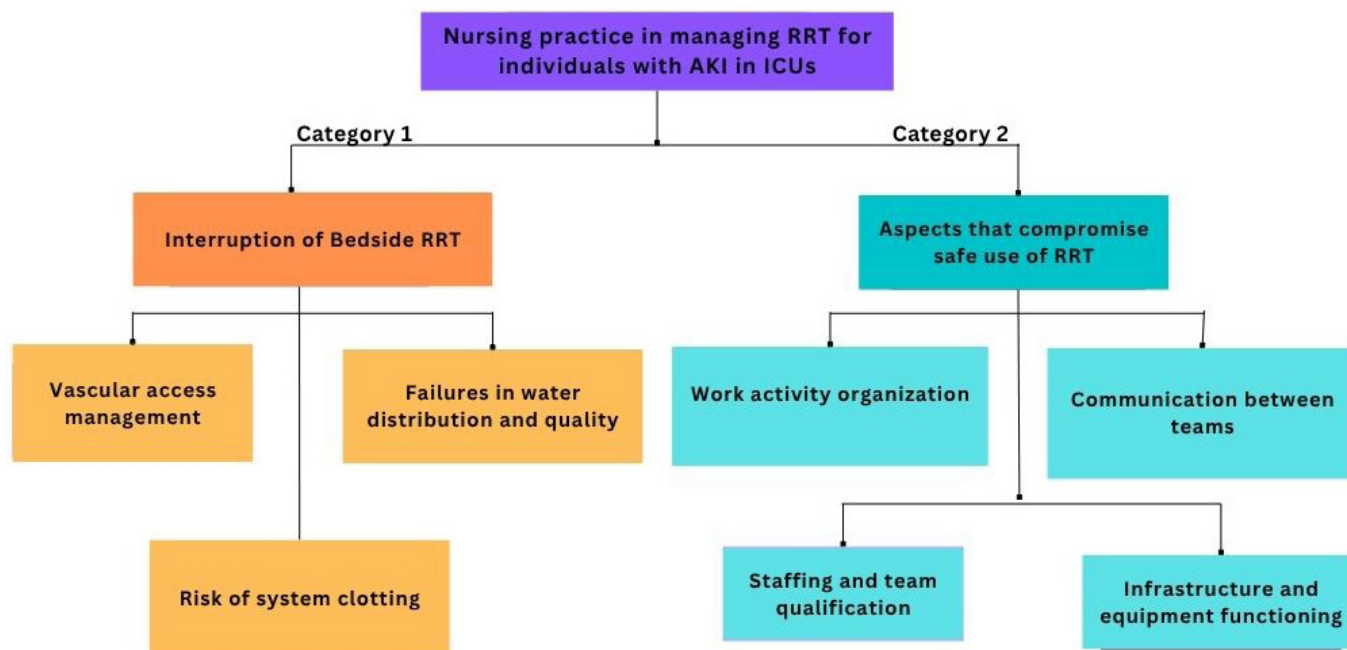 Nursing practice in managing RRT for
individuals with AKI in ICUs
Category 1
Category 2
Interruption of Bedside RRT
Aspects that compromise
safe use of RRT
Vascular access
management
Failures in water
distribution and quality
Work activity organization
Communication between
teams
Risk of system clotting
Staffing and team
qualification
Infrastructure and
equipment functioning